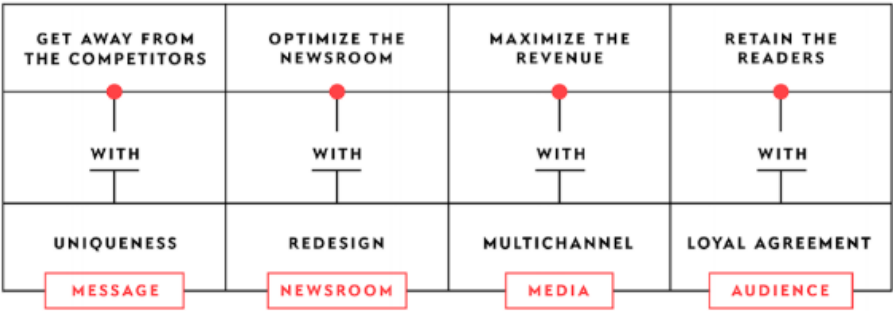 GET AWAY FROM
THE COMPETITORS
OPTIMIZE THE
NEWSROOM
MAXIMIZE THE
REVENUE
RETAIN THE
READERS
WITH
WITH
WITH
WITH
UNIQUENESS
REDESIGN
MULTICHANNEL
LOYAL AGREEMENT
MESSAGE
NEWSROOM
MEDIA
AUDIENCE